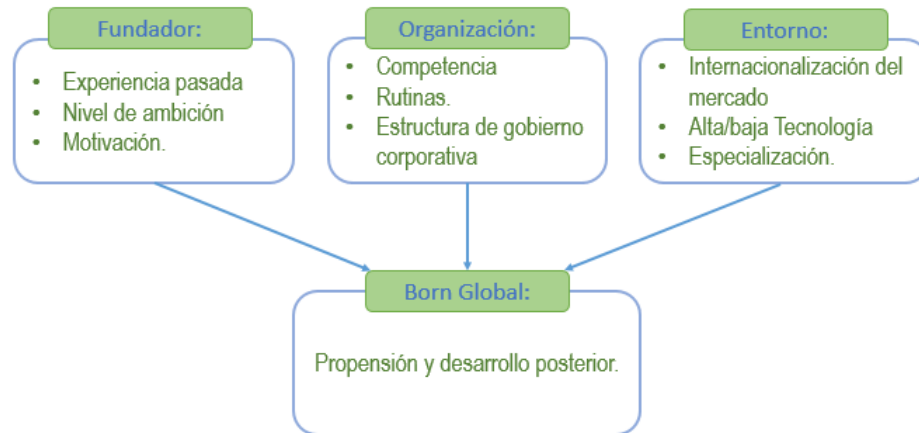 Fundador:
• Experiencia pasada
• Nivel de ambición
• Motivación.
Organización:
• Competencia
• Rutinas.
• Estructura de gobierno
corporativa
Entorno:
• Internacionalización del
mercado
• Alta/baja Tecnología
• Especialización.
Born Global:
Propensión y desarrollo posterior.